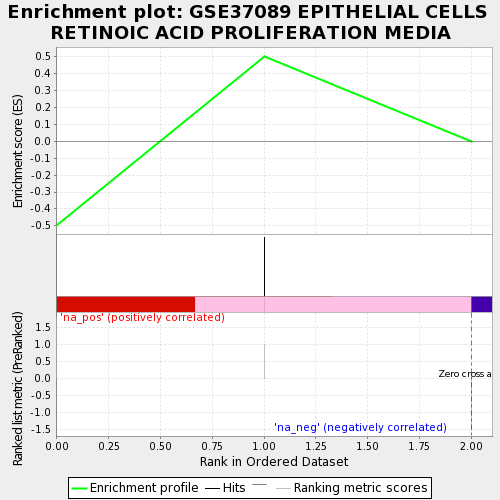 Enrichment plot: GSE37089 EPITHELIAL CELLS
RETINOIC ACID PROLIFERATION MEDIA
Enrichment score (ES)
0.5
0.4
0.3
0.2
0.1
0.0
-0.1
-0.2
-0.3
-0.4
-0.5
'na_pos' (positively correlated)
Ranked list metric (PreRanked)
1.5
1.0
0.5
0.0
-0.5
-1.0
-1.5
Zero cross a
'na_neg' (negatively correlated)
0.00 0.25 0.50 0.75 1.00 1.25 1.50 1.75 2.00
Rank in Ordered Dataset
Enrichment profile Hits Ranking metric scores